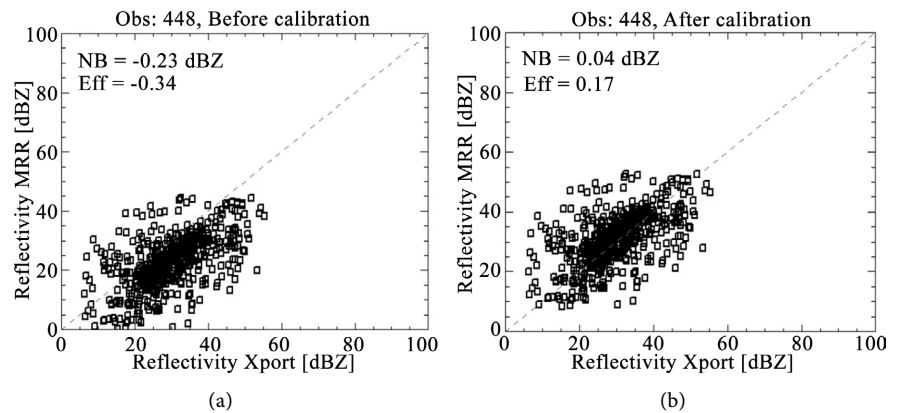 Obs: 448, Before calibration
NB = -0.23 dBZ
Eff = -0.34
Reflectivity MRR [dBZ]
100
80
60
40
20
0
0 20 40 60 80 100
Reflectivity Xport [dBZ]
(a)
Obs: 448, After calibration
NB = 0.04 dBZ
Eff = 0.17
Reflectivity MRR [dBZ]
100
80
60
40
20
0
0 20 40 60 80 100
Reflectivity Xport [dBZ]
(b)